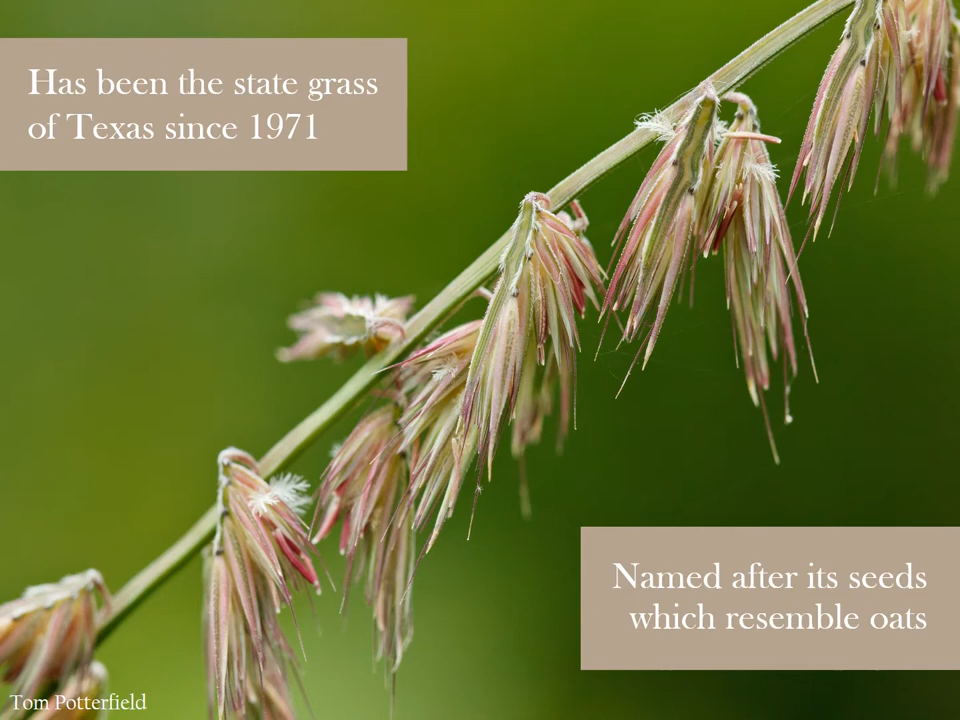 Has been the state grass
of Texas since 1971
Named after its seeds
which resemble oats
Tom Potterfield